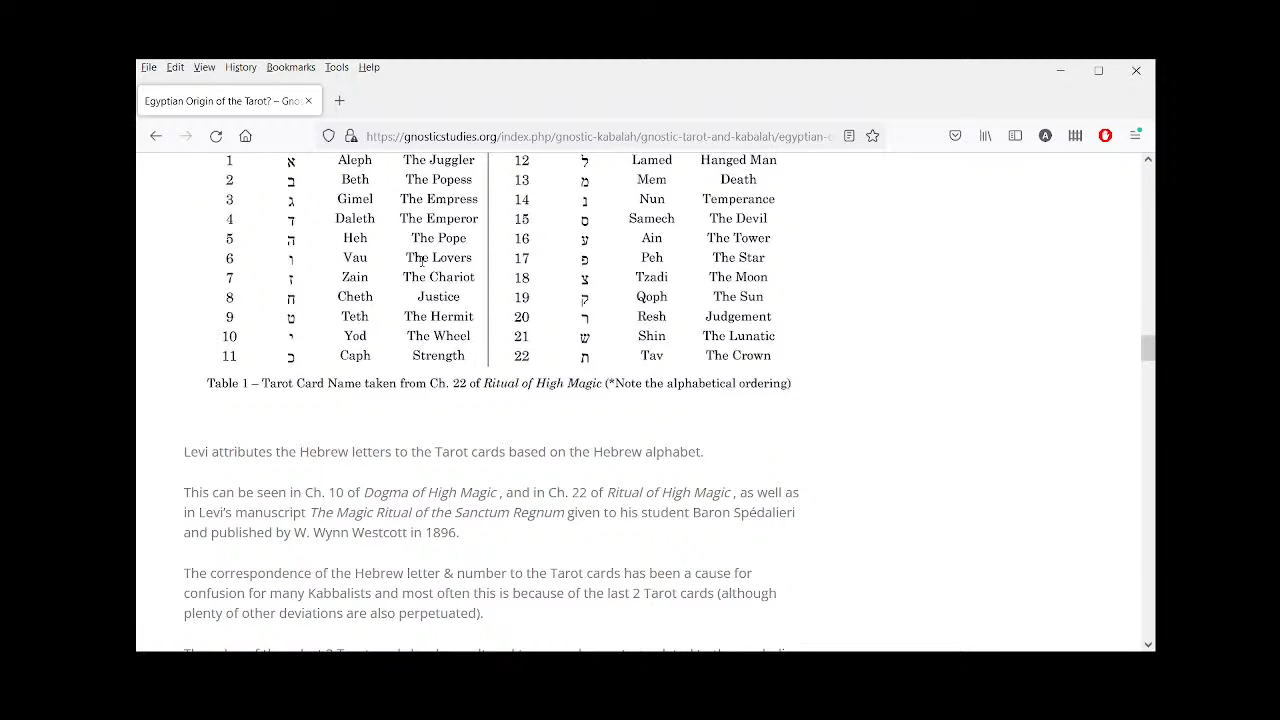 File Edit View History Bookmarks Tools Help
Egyptian Origin of the Tarot? – Gno
https://gnosticstudies.org/index.php/gnostic-kabalah/gnostic-tarot-and-kabalah/egyptian-
1 א Aleph The Juggler 12 ל Lamed Hanged Man
2 ב Beth The Popess 13 מ Mem Death
3 ג Gimel The Empress 14 נ Nun Temperance
4 ד Daleth The Emperor 15 ס Samech The Devil
5 ה Heh The Pope 16 ע Ain The Tower
6 ו Vau The Lovers 17 פ Peh The Star
7 ז Zain The Chariot 18 צ Tzadi The Moon
8 ח Cheth Justice 19 ק Qoph The Sun
9 ט Teth The Hermit 20 ר Resh Judgement
10 י Yod The Wheel 21 ש Shin The Lunatic
11 כ Caph Strength 22 ת Tav The Crown
Table 1 – Tarot Card Name taken from Ch. 22 of Ritual of High Magic (*Note the alphabetical ordering)
Levi attributes the Hebrew letters to the Tarot cards based on the Hebrew alphabet.
This can be seen in Ch. 10 of Dogma of High Magic , and in Ch. 22 of Ritual of High Magic , as well as
in Levi's manuscript The Magic Ritual of the Sanctum Regnum given to his student Baron Spédalieri
and published by W. Wynn Westcott in 1896.
The correspondence of the Hebrew letter & number to the Tarot cards has been a cause for
confusion for many Kabbalists and most often this is because of the last 2 Tarot cards (although
plenty of other deviations are also perpetuated).